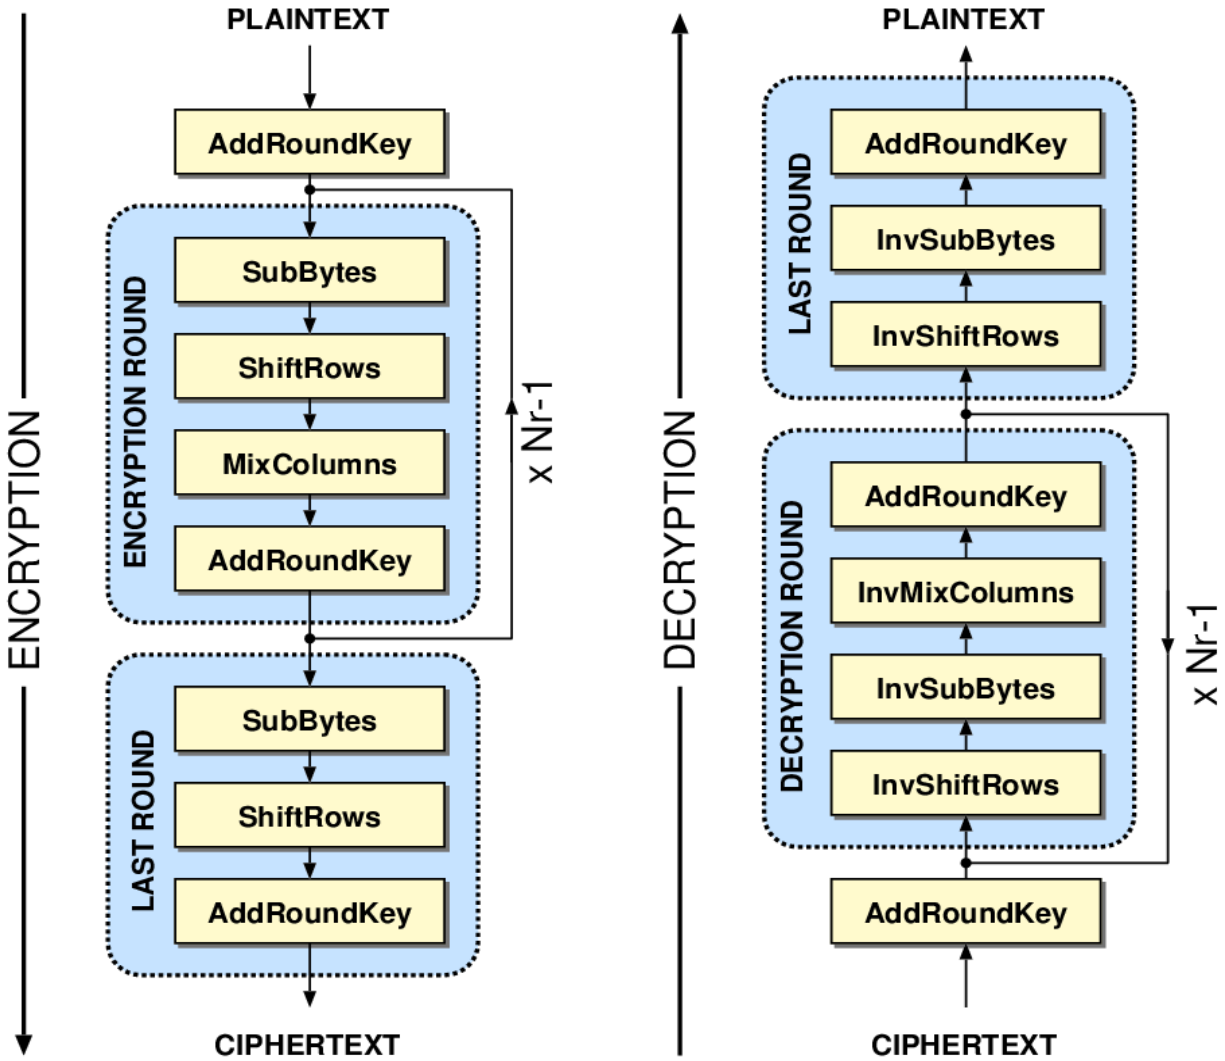 PLAINTEXT
AddRoundKey
ENCRYPTION ROUND
SubBytes
ShiftRows
MixColumns
AddRoundKey
x Nr-1
ENCRYPTION
LAST ROUND
SubBytes
ShiftRows
AddRoundKey
CIPHERTEXT
PLAINTEXT
LAST ROUND
AddRoundKey
InvSubBytes
InvShiftRows
DECRYPTION
DECRYPTION ROUND
AddRoundKey
InvMixColumns
InvSubBytes
InvShiftRows
x Nr-1
AddRoundKey
CIPHERTEXT